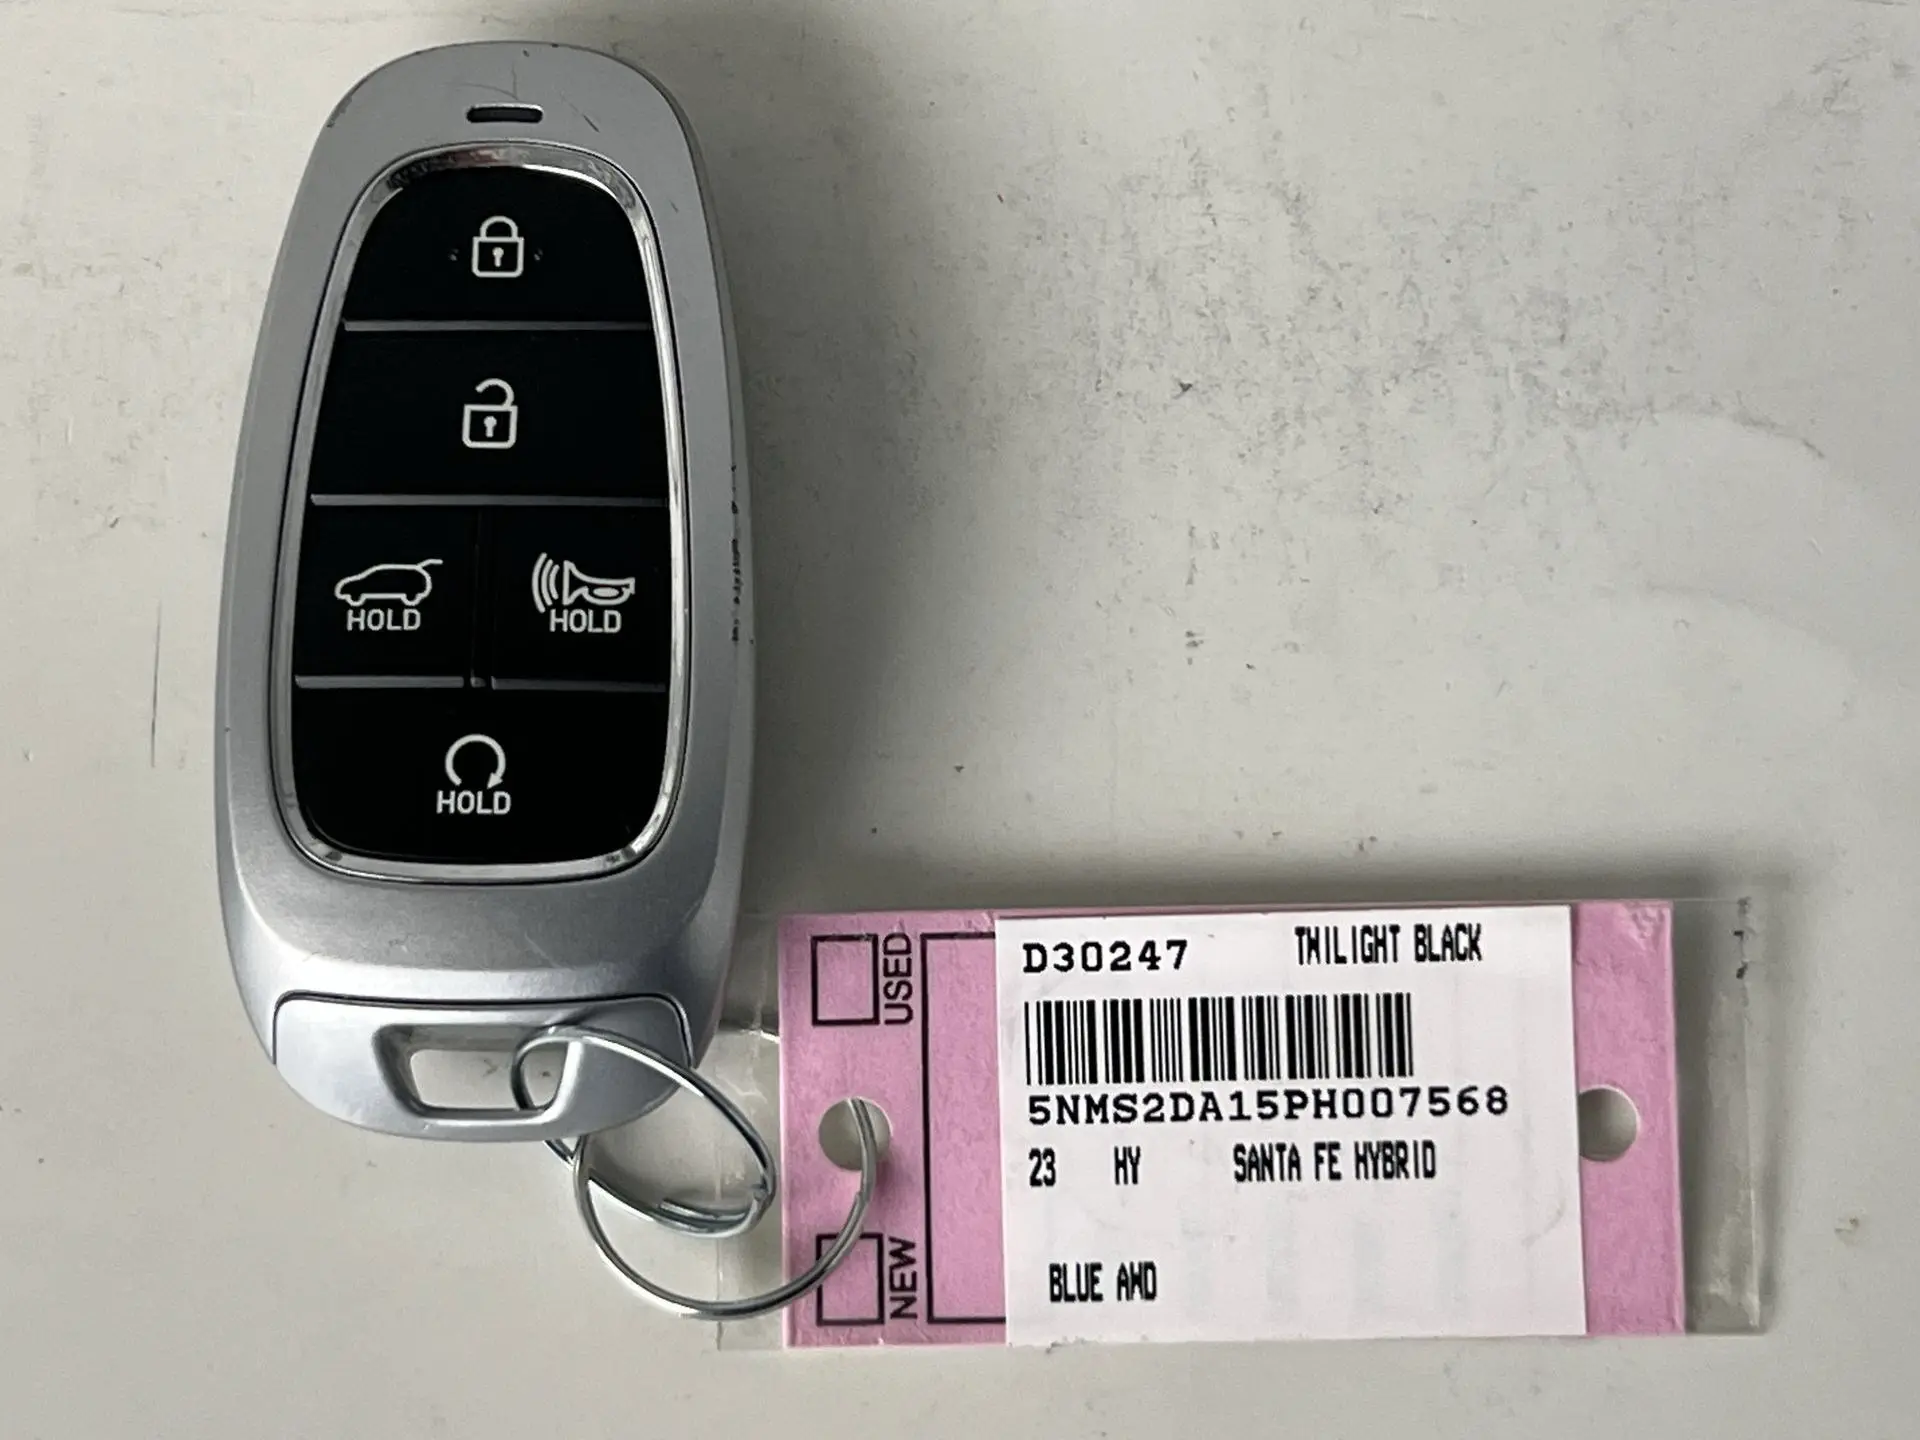 HOLD
HOLD
HOLD
USED
NEW
D30247 TWILIGHT BLACK
5NMS2DA15PH007568
23 HY SANTA FE HYBRID
BLUE AWD